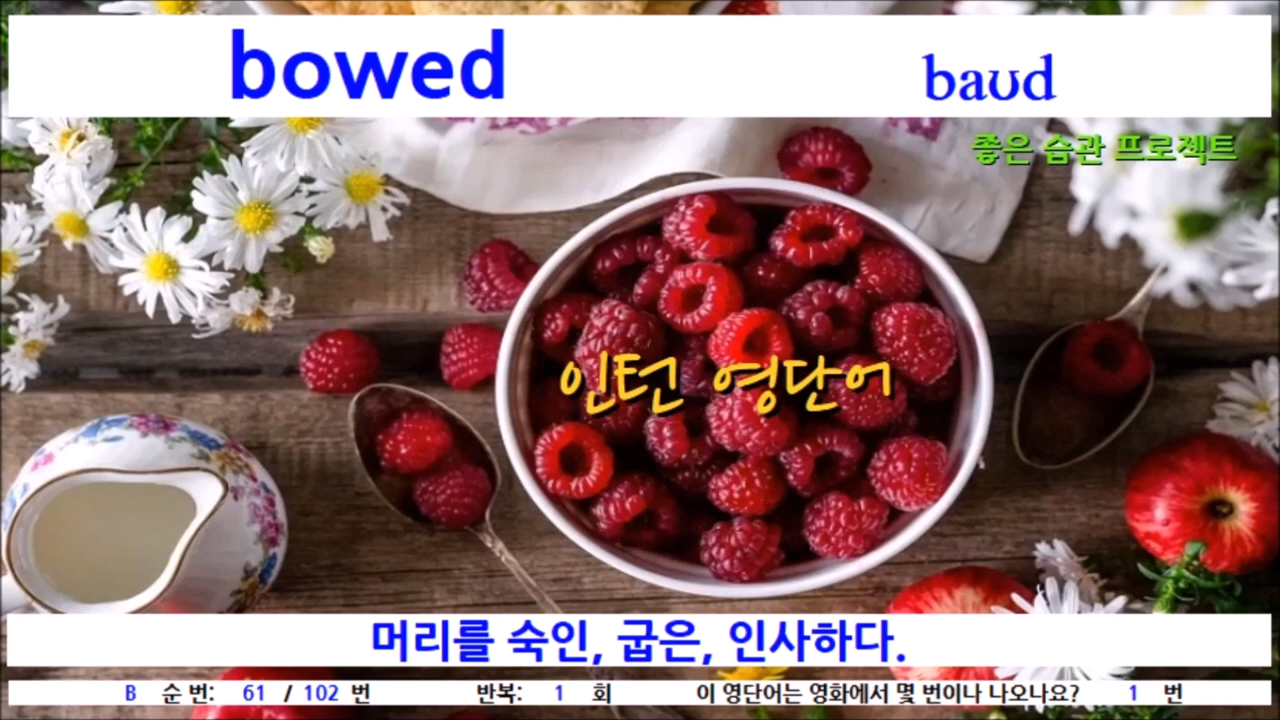 bowed baʊd
좋은 습관 프로젝트
인턴 영단어
머리를 숙인, 굽은, 인사하다.
B 순 번: 61 / 102 번 반복: 1 회 이 영단어는 영화에서 몇 번이나 나오나요? 1 번